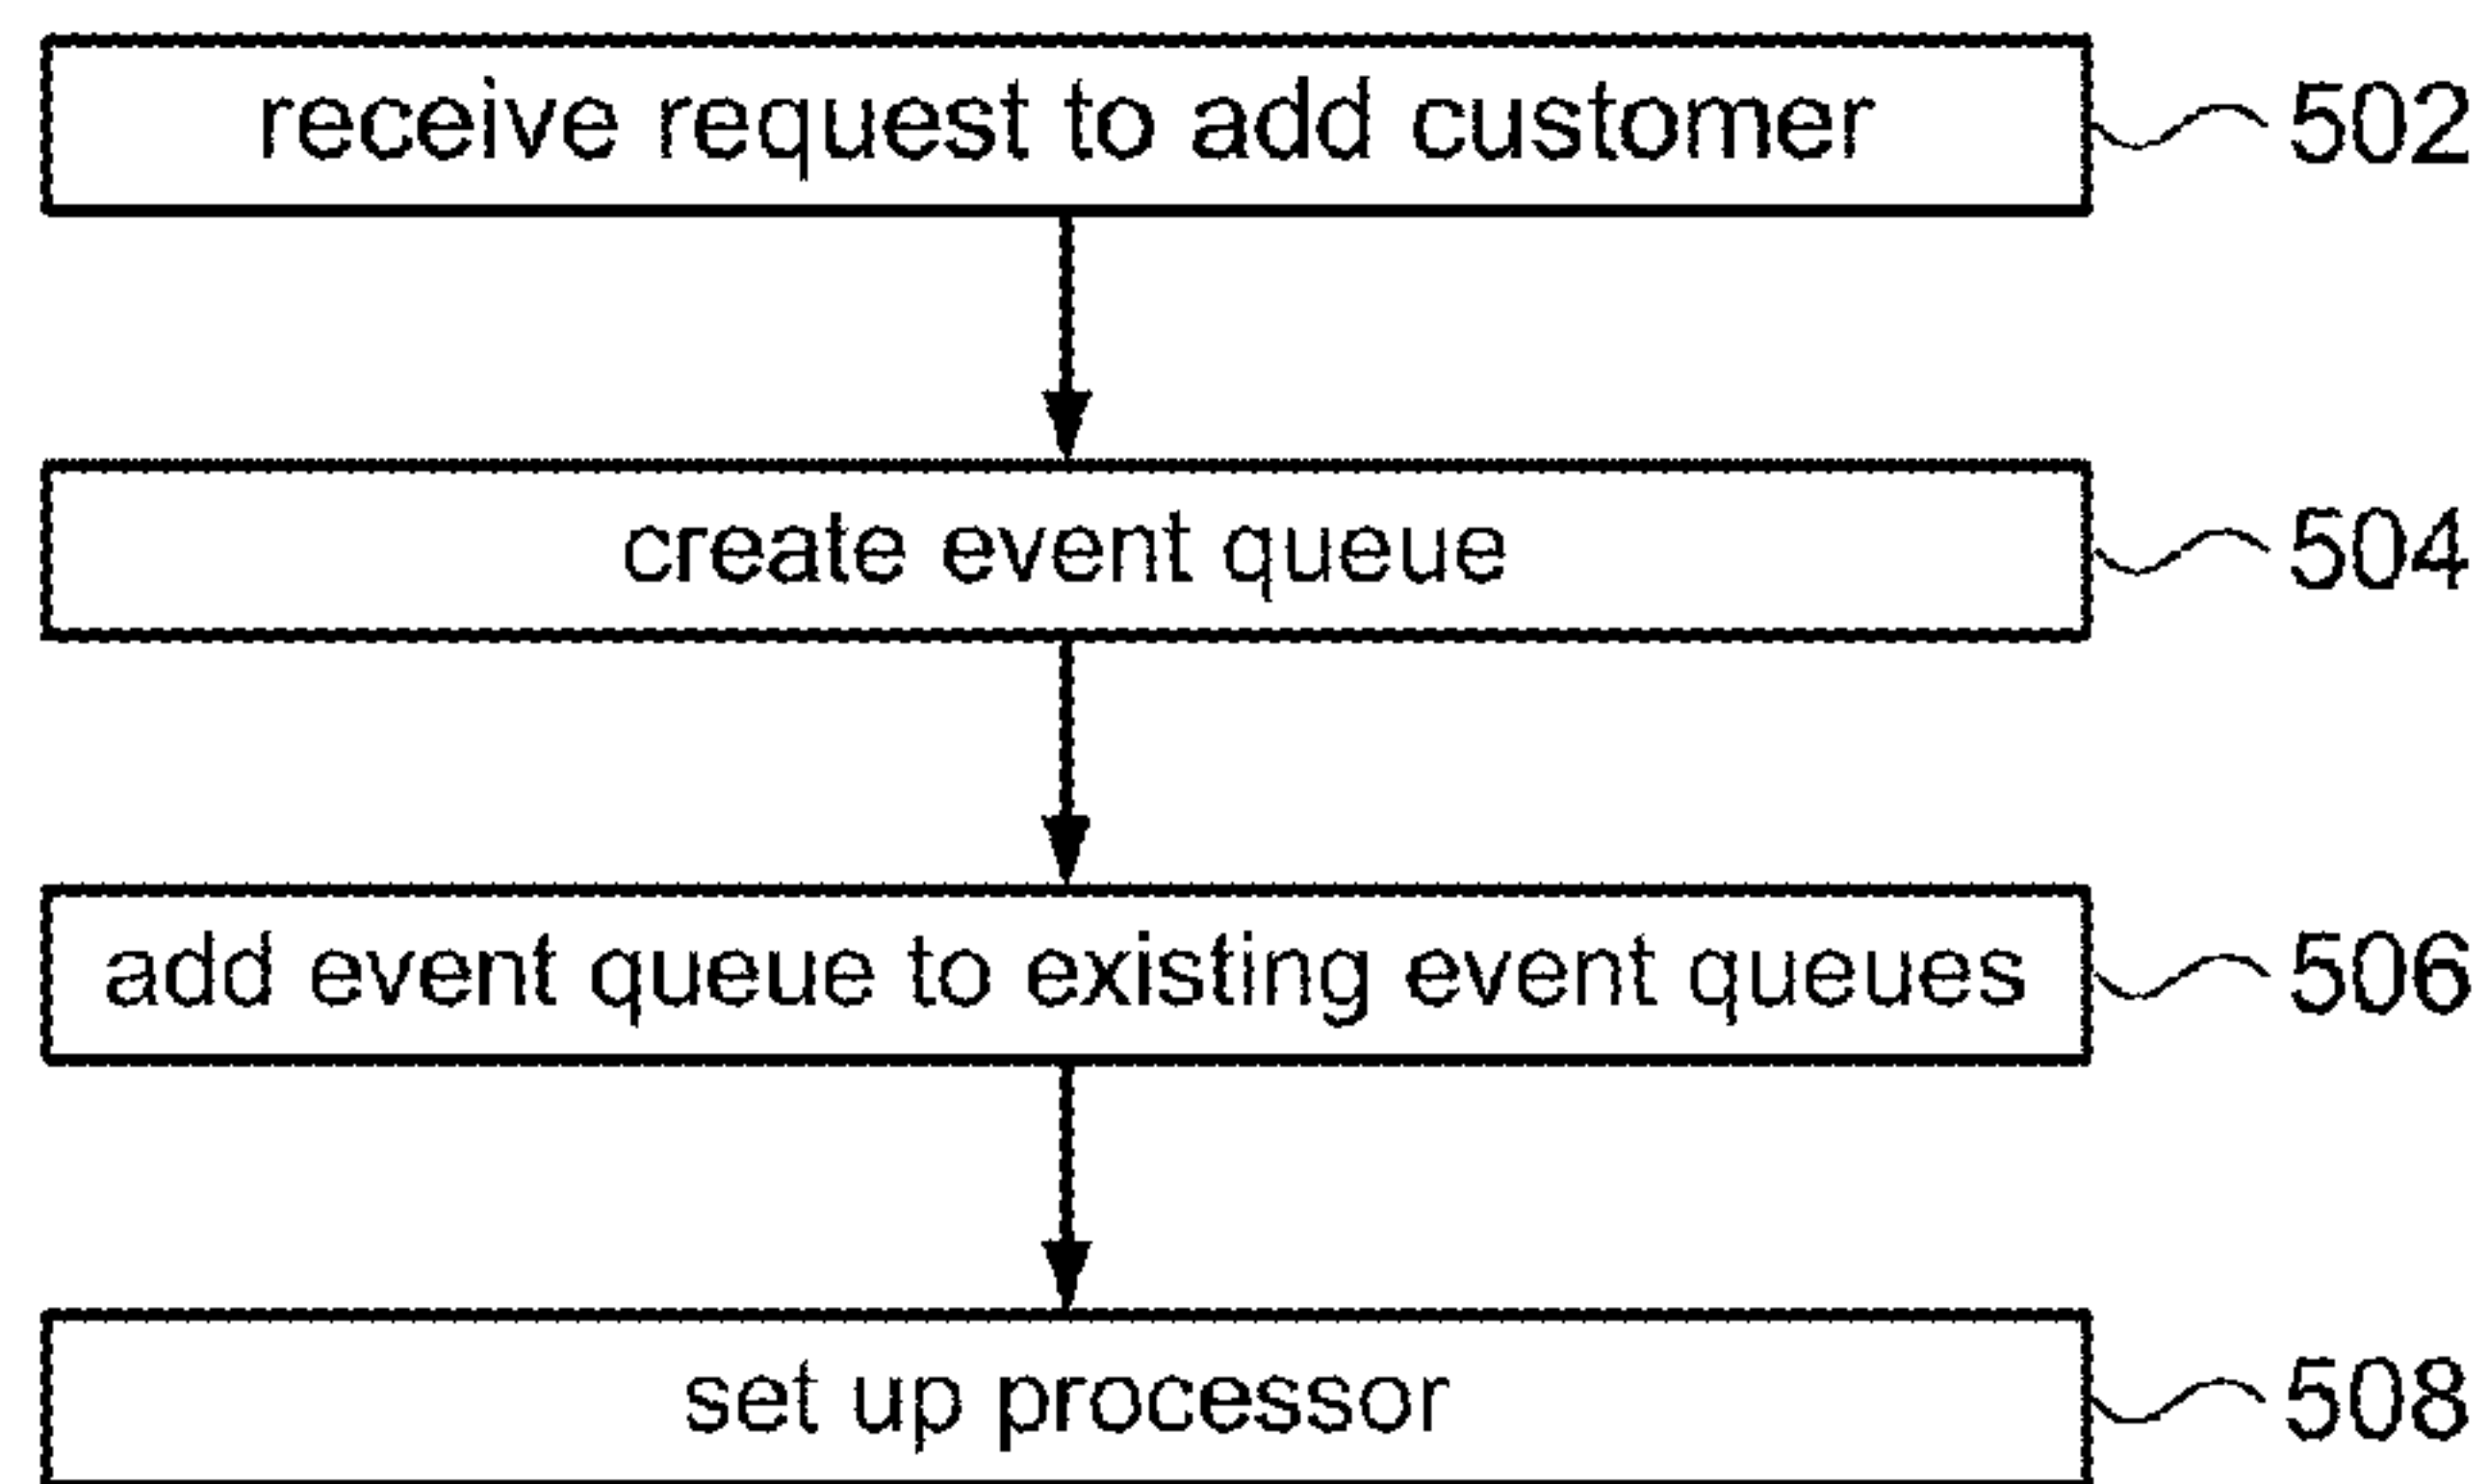 receive request to add customer 502
create event queue 504
add event queue to existing event queues 506
set up processor 508